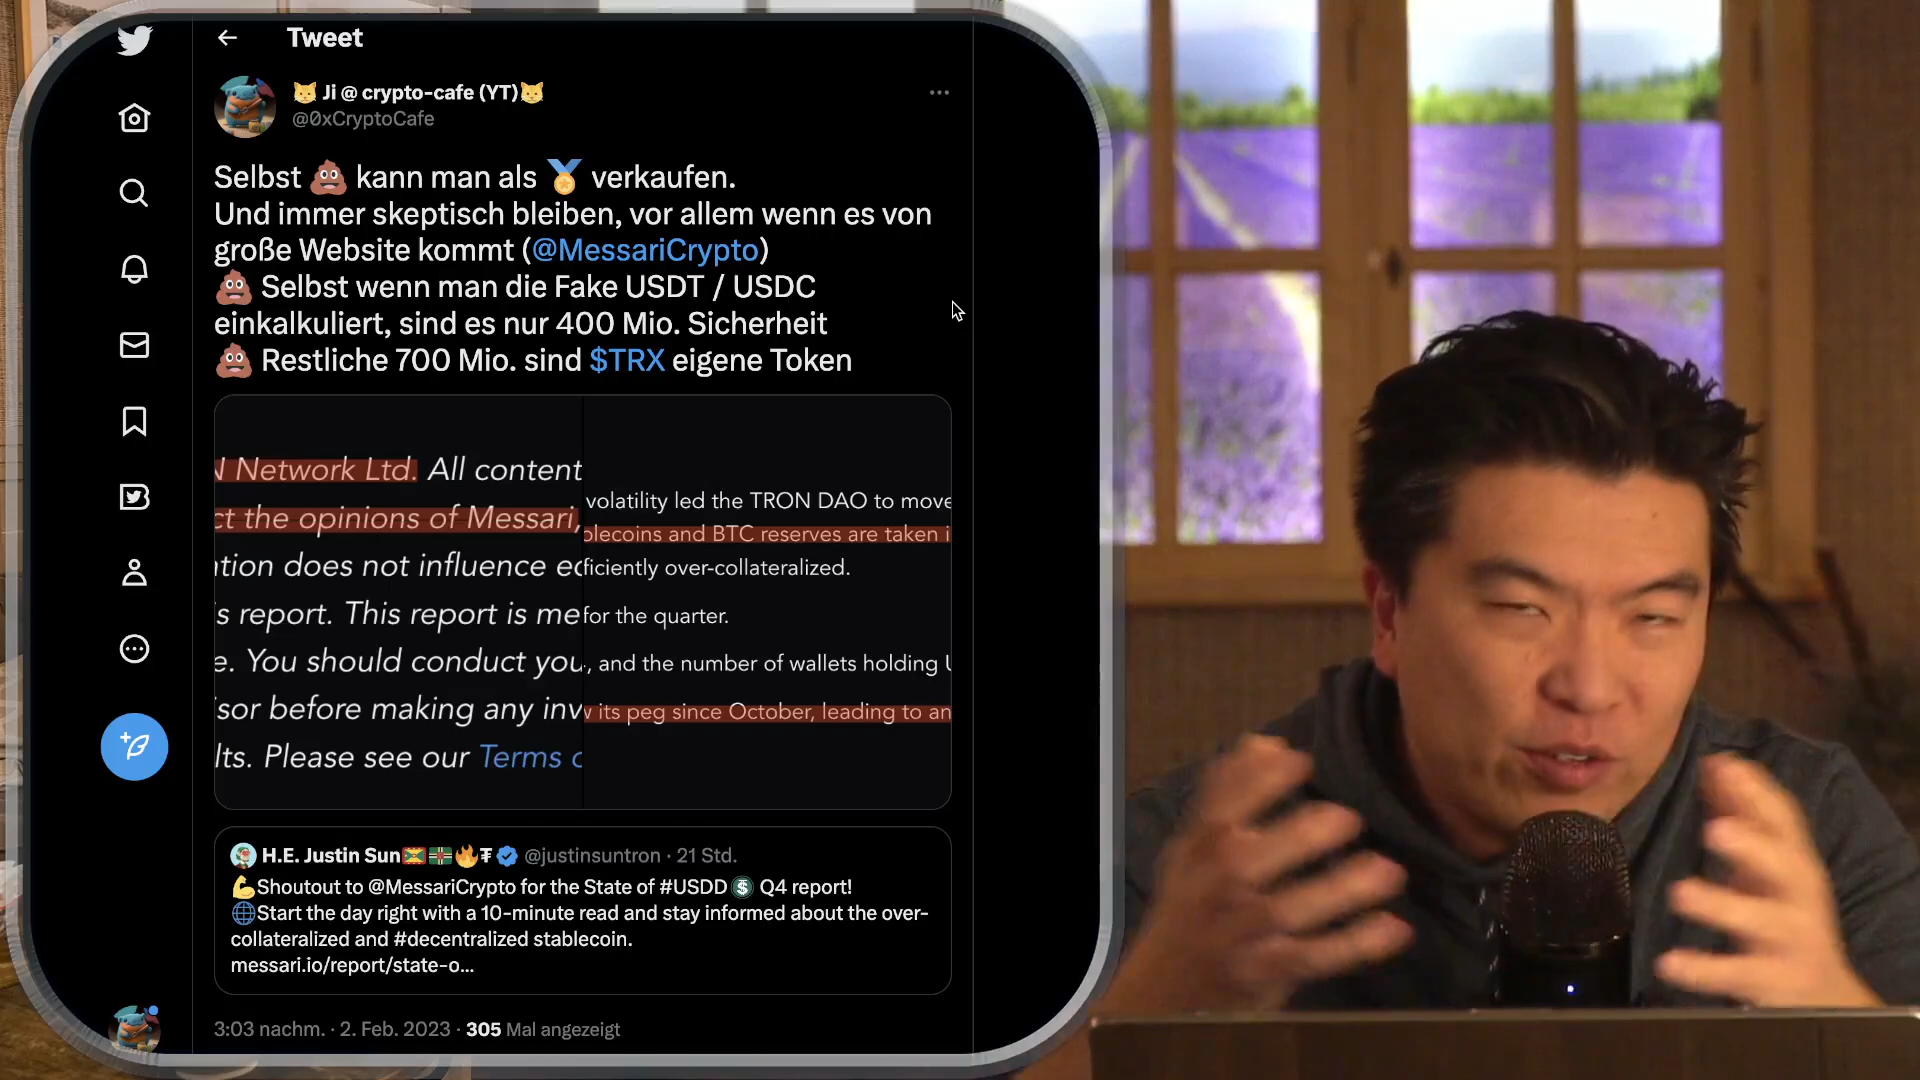 Tweet
Ji @ crypto-cafe (YT)
@0xCryptoCafe
Selbst 💩 kann man als 🏅 verkaufen.
Und immer skeptisch bleiben, vor allem wenn es von
große Website kommt (@MessariCrypto)
💩 Selbst wenn man die Fake USDT / USDC
einkalkuliert, sind es nur 400 Mio. Sicherheit
💩 Restliche 700 Mio. sind $TRX eigene Token
N Network Ltd. All content
ct the opinions of Messari,
tion does not influence
s report. This report is me
e. You should conduct you
sor before making any inv
lts. Please see our Terms
volatility led the TRON DAO to move
olecoins and BTC reserves are taken i
ficiently over-collateralized.
for the quarter.
, and the number of wallets holding
its peg since October, leading to an
H.E. Justin Sun @justinsuntron · 21 Std.
💪Shoutout to @MessariCrypto for the State of #USDD Q4 report!
🌐Start the day right with a 10-minute read and stay informed about the over-
collateralized and #decentralized stablecoin.
messari.io/report/state-o...
3:03 nachm. · 2. Feb. 2023 · 305 Mal angezeigt